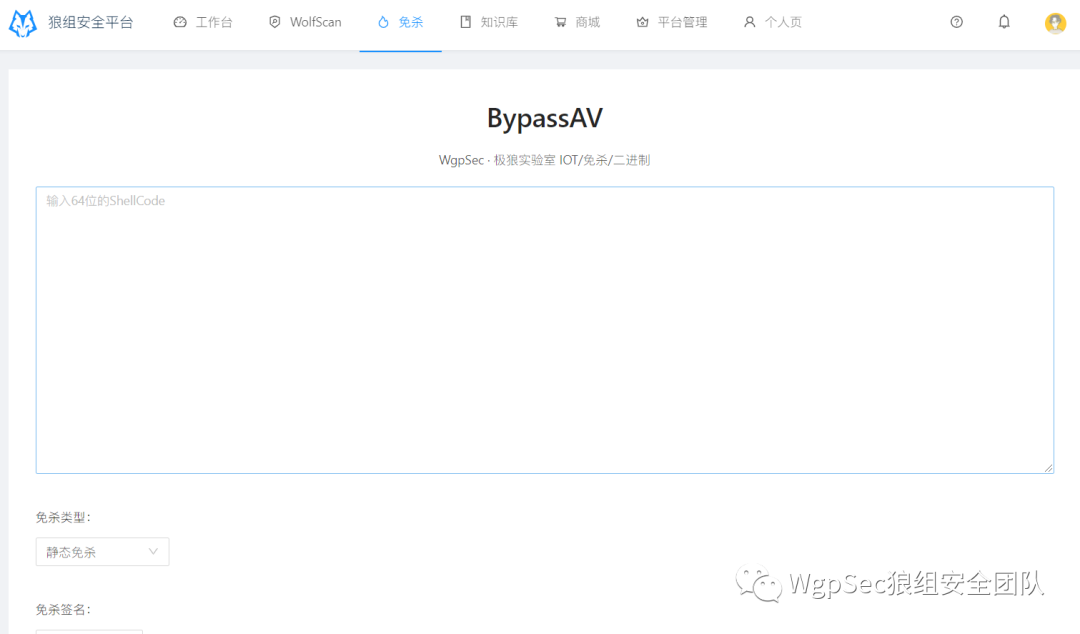 狼组安全平台 工作台 WolfScan 免杀 知识库 商城 平台管理 个人页
BypassAV
WgpSec · 极狼实验室 IOT/免杀/二进制
输入64位的ShellCode
免杀类型：
静态免杀
WgpSec狼组安全团队
免杀签名：